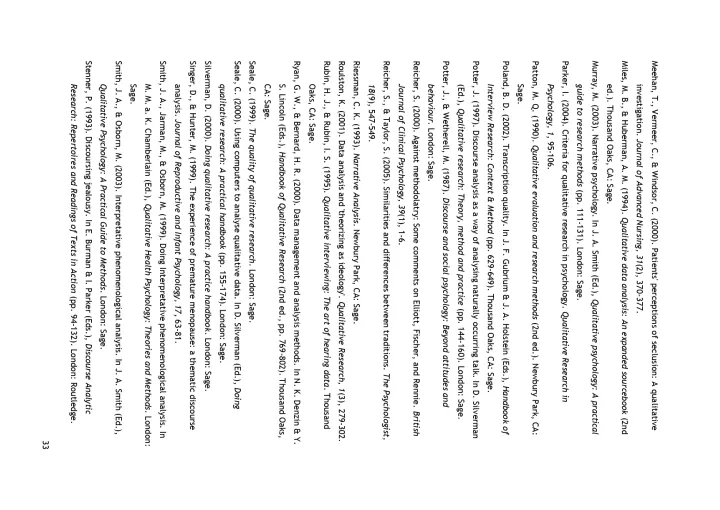 Meehan, T., Vermeer, C., & Windsor, C. (2000). Patients' perceptions of seclusion: A qualitative
investigation. Journal of Advanced Nursing, 31(2), 370-377.
Miles, M. B., & Huberman, A. M. (1994). Qualitative data analysis: An expanded sourcebook (2nd
ed.). Thousand Oaks, CA: Sage.
Murray, M. (2003). Narrative psychology. In J. A. Smith (Ed.), Qualitative psychology: A practical
guide to research methods (pp. 111-131). London: Sage.
Parker, I. (2004). Criteria for qualitative research in psychology. Qualitative Research in
Psychology, 1, 95-106.
Patton, M. Q. (1990). Qualitative evaluation and research methods (2nd ed.). Newbury Park, CA:
Sage.
Poland, B. D. (2002). Transcription quality. In J. F. Gubrium & J. A. Holstein (Eds.), Handbook of
Interview Research: Context & Method (pp. 629-649). Thousand Oaks, CA: Sage.
Potter, J. (1997). Discourse analysis as a way of analysing naturally occurring talk. In D. Silverman
(Ed.), Qualitative research: Theory, method and practice (pp. 144-160). London: Sage.
Potter, J., & Wetherell, M. (1987). Discourse and social psychology: Beyond attitudes and
behaviour. London: Sage.
Reicher, S. (2000). Against methodolatry: Some comments on Elliott, Fischer, and Rennie. British
Journal of Clinical Psychology, 39(1), 1-6.
Reicher, S., & Taylor, S. (2005). Similarities and differences between traditions. The Psychologist,
18(9), 547-549.
Riessman, C. K. (1993). Narrative Analysis. Newbury Park, CA: Sage.
Roulston, K. (2001). Data analysis and 'theorizing as ideology'. Qualitative Research, 1(3), 279-302.
Rubin, H. J., & Rubin, I. S. (1995). Qualitative interviewing: The art of hearing data. Thousand
Oaks, CA: Sage.
Ryan, G. W., & Bernard, H. R. (2000). Data management and analysis methods. In N. K. Denzin & Y.
S. Lincoln (Eds.), Handbook of Qualitative Research (2nd ed., pp. 769-802). Thousand Oaks,
CA: Sage.
Seale, C. (1999). The quality of qualitative research. London: Sage.
Seale, C. (2000). Using computers to analyse qualitative data. In D. Silverman (Ed.), Doing
qualitative research: A practical handbook (pp. 155-174). London: Sage.
Silverman, D. (2000). Doing qualitative research: A practice handbook. London: Sage.
Singer, D., & Hunter, M. (1999). The experience of premature menopause: a thematic discourse
analysis. Journal of Reproductive and Infant Psychology, 17, 63-81.
Smith, J. A., Jarman, M., & Osborn, M. (1999). Doing Interpretative phenomenological analysis. In
M. M. a. K. Chamberlain (Ed.), Qualitative Health Psychology: Theories and Methods. London:
Sage.
Smith, J. A., & Osborn, M. (2003). Interpretative phenomenological analysis. In J. A. Smith (Ed.),
Qualitative Psychology: A Practical Guide to Methods. London: Sage.
Stenner, P. (1993). Discoursing jealousy. In E. Burman & I. Parker (Eds.), Discourse Analytic
Research: Repertoires and Readings of Texts in Action (pp. 94-132). London: Routledge.
33